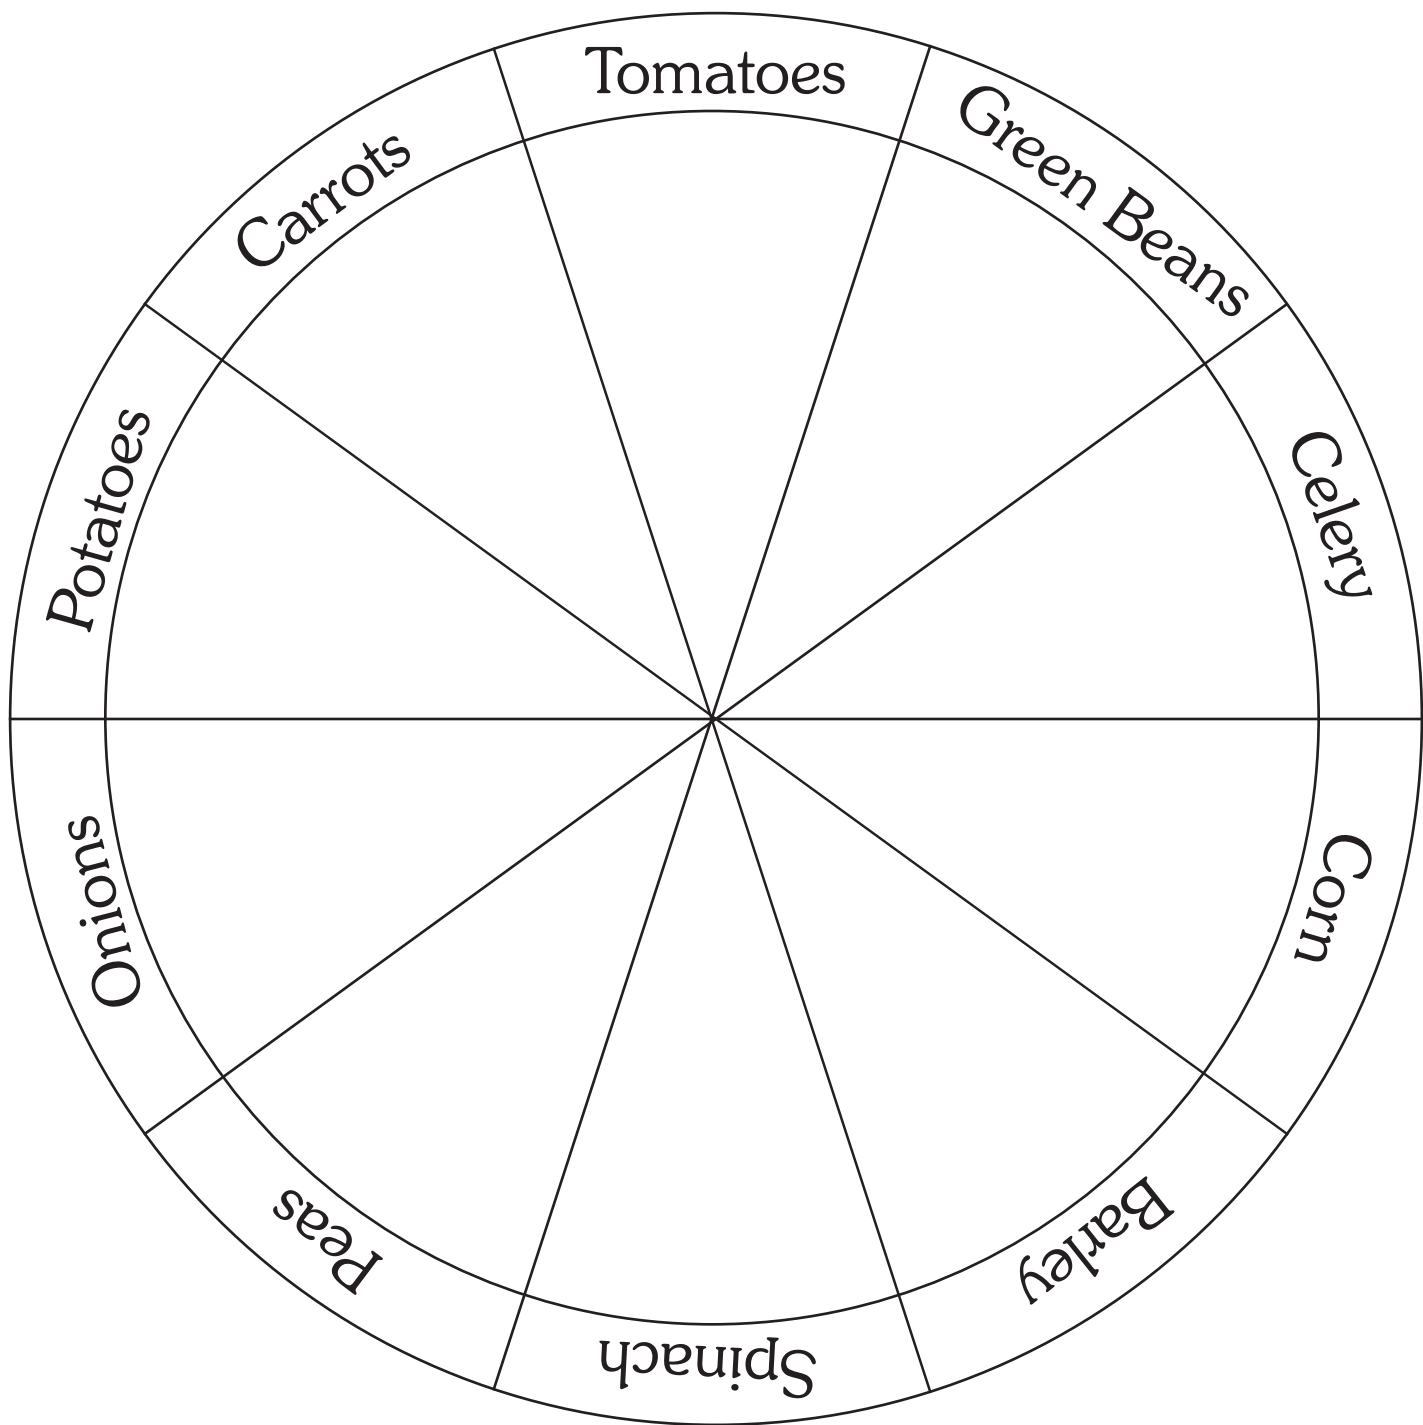 Tomatoes
Green Beans
Celery
Corn
Barley
Spinach
Peas
Onions
Potatoes
Carrots